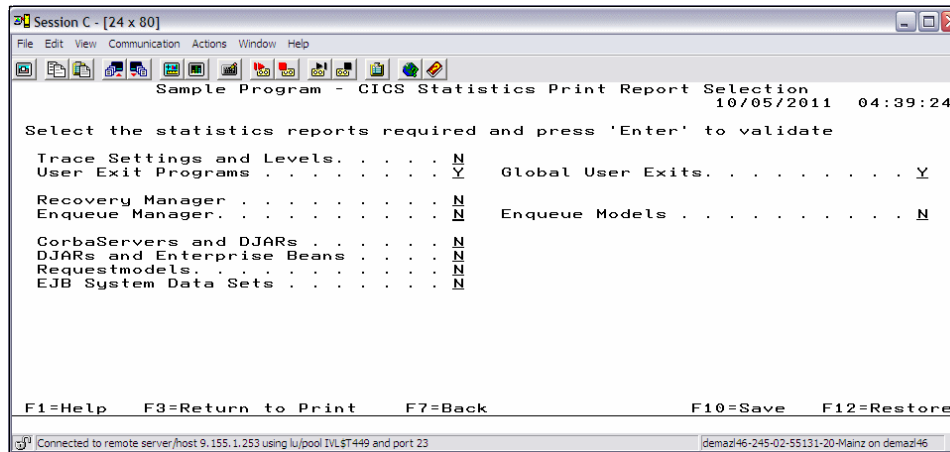 Session C - [24 x 80]
File Edit View Communication Actions Window Help
Sample Program - CICS Statistics Print Report Selection
10/05/2011 04:39:24
Select the statistics reports required and press 'Enter' to validate
Trace Settings and Levels. . . . . N
User Exit Programs . . . . . . . . Y Global User Exits. . . . . . . . . Y
Recovery Manager . . . . . . . . . N
Enqueue Manager. . . . . . . . . . N Enqueue Models . . . . . . . . . . N
CorbaServers and DJARs . . . . . . N
DJARs and Enterprise Beans . . . . N
Requestmodels. . . . . . . . . . . N
EJB System Data Sets . . . . . . . N
F1=Help F3=Return to Print F7=Back F10=Save F12=Restore
Connected to remote server/host 9.155.1.253 using lu/pool IVL$T449 and port 23 demazl46-245-02-55131-20-Mainz on demazl46